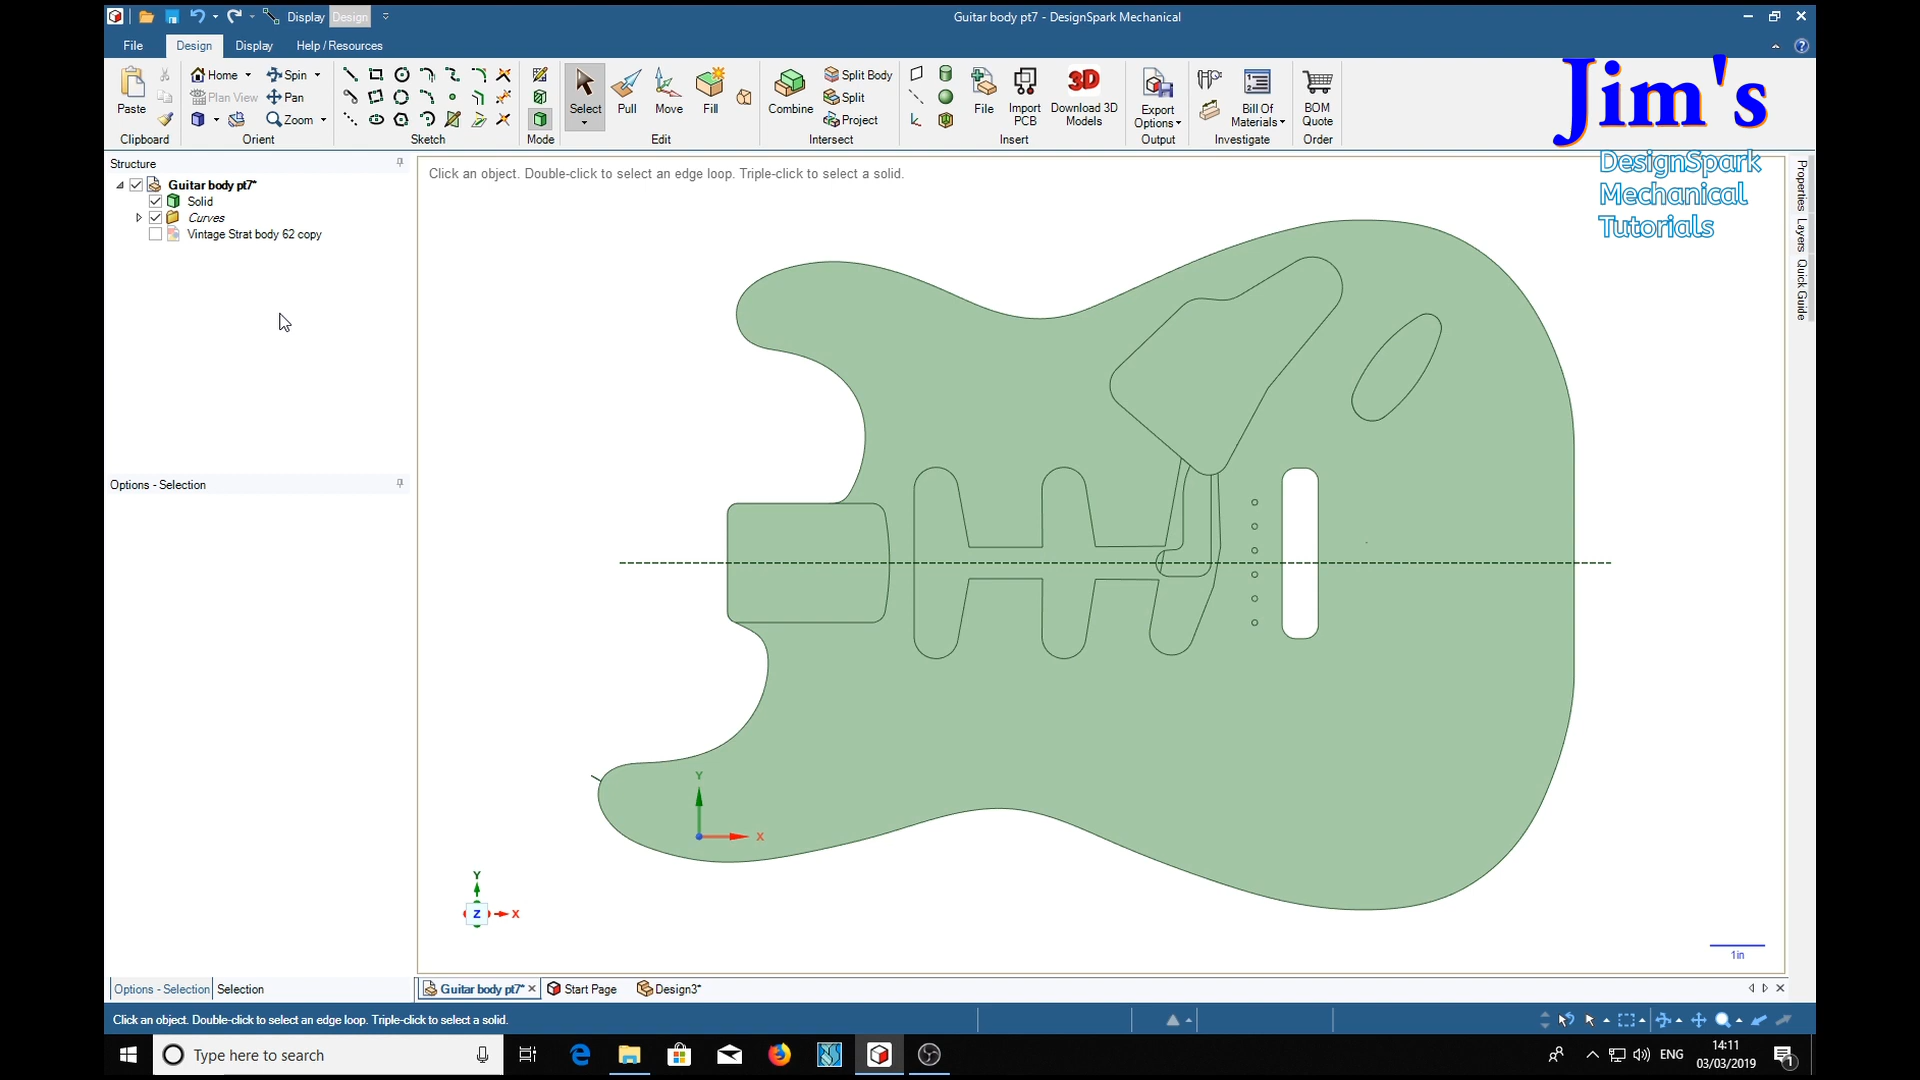 Display Design
Guitar body pt7 - DesignSpark Mechanical
File Design Display Help / Resources
Paste
Home Spin
Plan View Pan
Zoom
Select Pull Move Fill
Combine
Split Body
Split
Project
File
Import PCB
Download 3D Models
3D
Export Options
Bill Of Materials
BOM Quote
Clipboard Orient Sketch Mode Edit Intersect Insert Output Investigate Order
Jim's
DesignSpark
Mechanical
Tutorials
Structure
Guitar body pt7*
Solid
Curves
Vintage Strat body 62 copy
Click an object. Double-click to select an edge loop. Triple-click to select a solid.
Properties
Layers
Quick Guide
Options - Selection
Y
X
Y
Z
X
1in
Options - Selection Selection
Guitar body pt7* Start Page Design3*
Click an object. Double-click to select an edge loop. Triple-click to select a solid.
Type here to search
ENG
14:11
03/03/2019
1